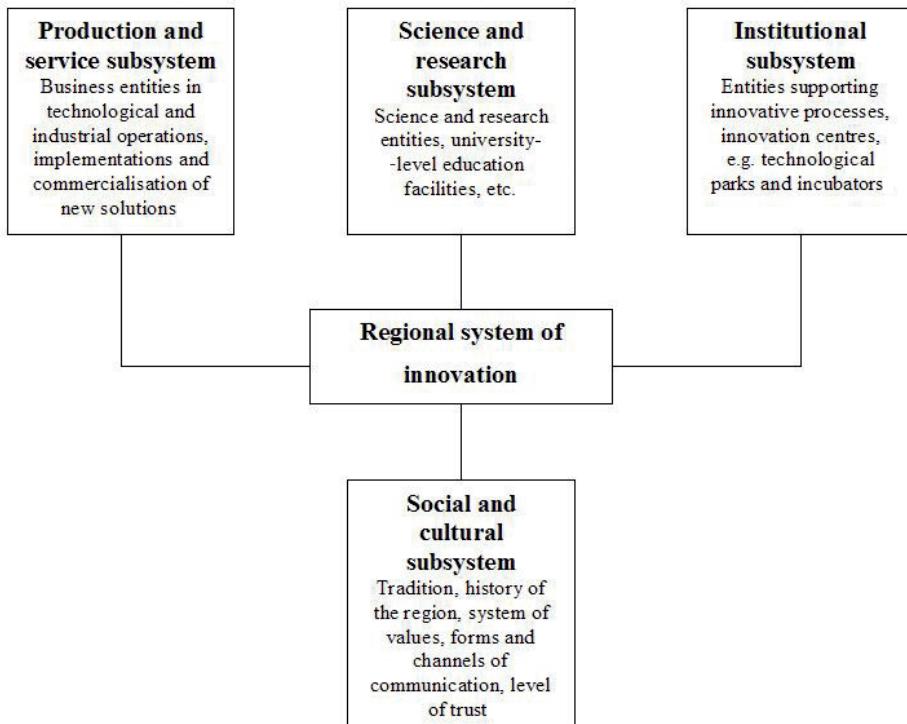 Production and
service subsystem
Business entities in
technological and
industrial operations,
implementations and
commercialisation of
new solutions
Science and
research
subsystem
Science and research
entities, university-
-level education
facilities, etc.
Institutional
subsystem
Entities supporting
innovative processes,
innovation centres,
e.g. technological
parks and incubators
Regional system of
innovation
Social and
cultural
subsystem
Tradition, history of
the region, system of
values, forms and
channels of
communication, level
of trust